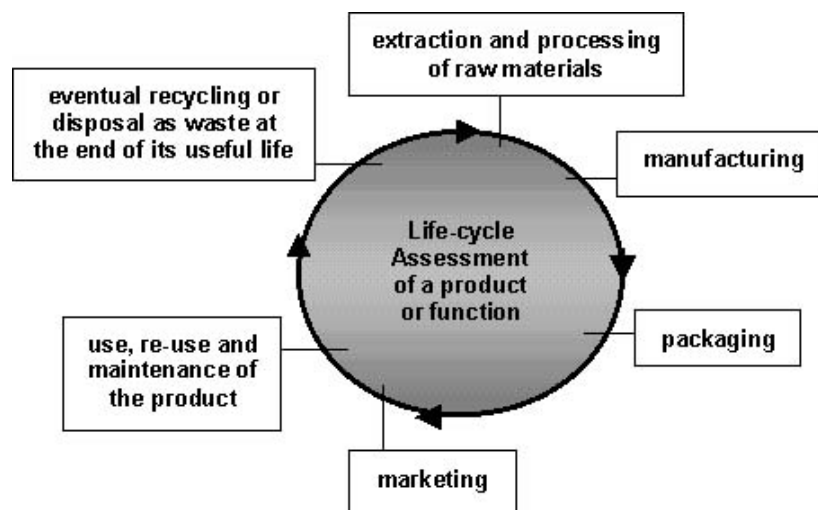 extraction and processing
of raw materials
manufacturing
packaging
marketing
use, re-use and
maintenance of
the product
eventual recycling or
disposal as waste at
the end of its useful life
Life-cycle
Assessment
of a product
or function